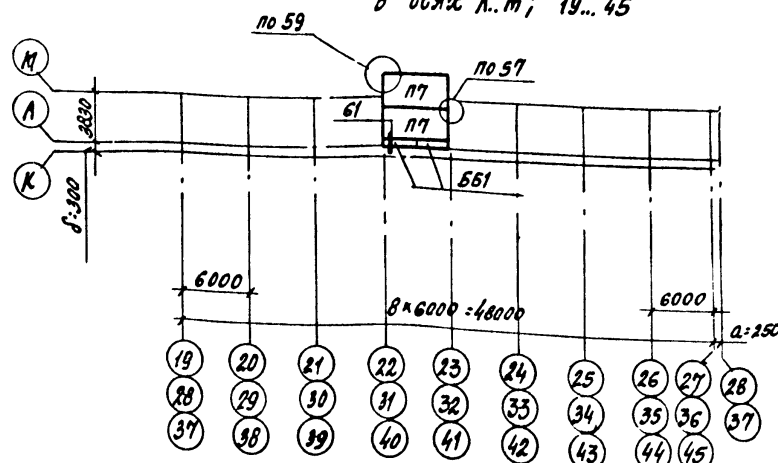 в осях К..М; 19...45
по 59
М
по 57
П7
3830
61
П7
Л
К
ББ1
δ=300
6000
8×6000=48000
6000
а=250
19 20 21 22 23 24 25 26 27 28
28 29 30 31 32 33 34 35 36 37
37 38 39 40 41 42 43 44 45